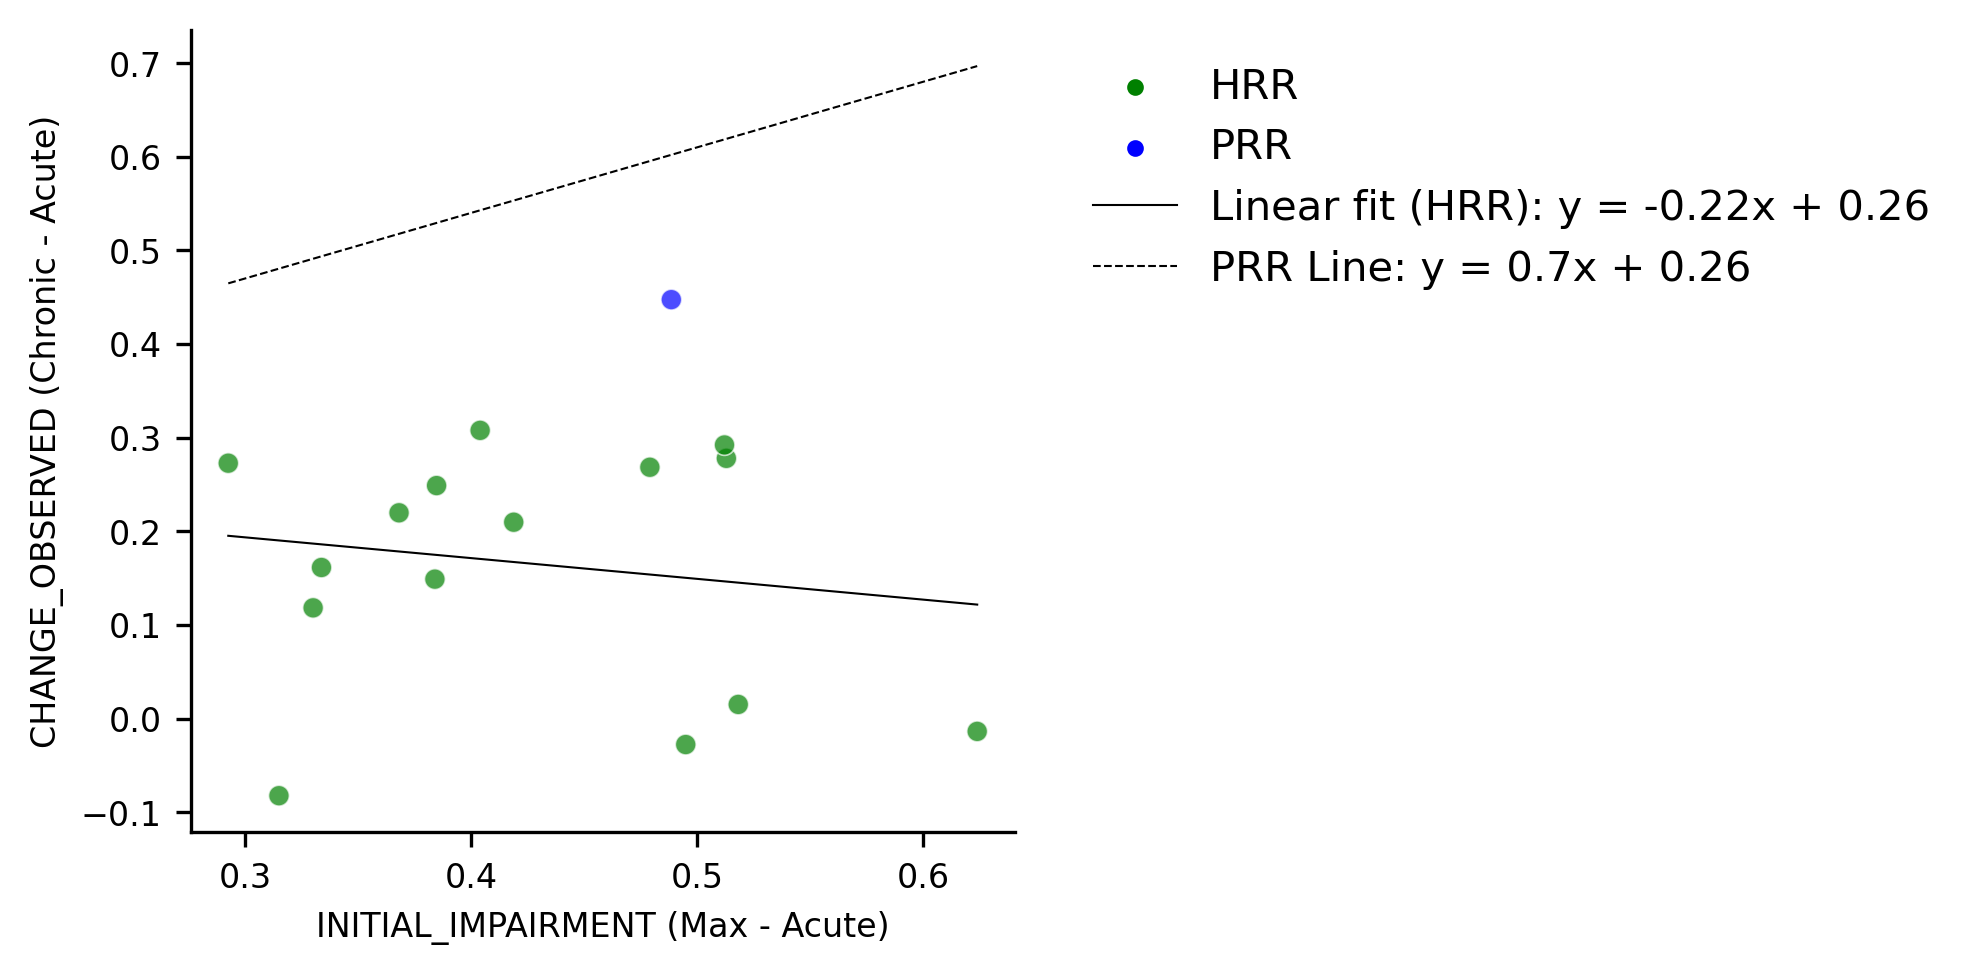 0.7
0.6
0.5
0.4
0.3
0.2
0.1
0.0
−0.1
CHANGE_OBSERVED (Chronic - Acute)
0.3 0.4 0.5 0.6
INITIAL_IMPAIRMENT (Max - Acute)
HRR
PRR
Linear fit (HRR): y = -0.22x + 0.26
PRR Line: y = 0.7x + 0.26